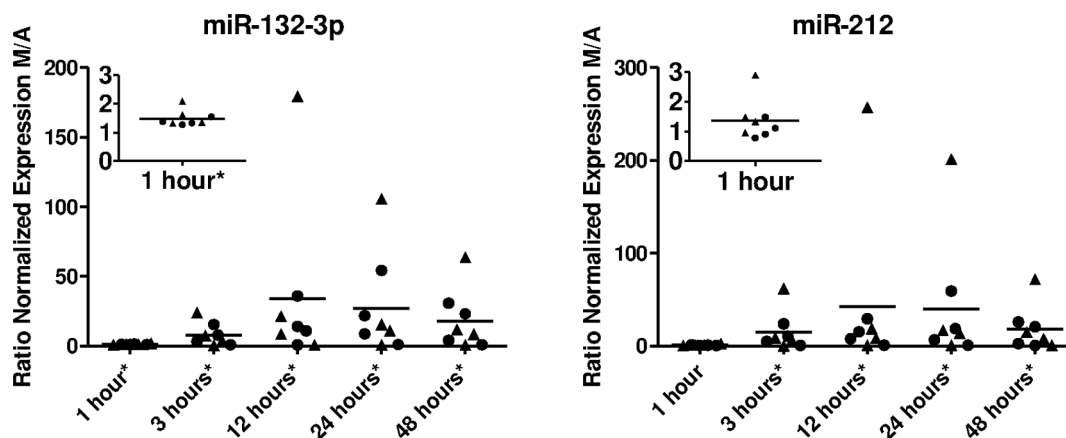 miR-132-3p
Ratio Normalized Expression M/A
200
150
100
50
0
3
2
1
0
1 hour*
1 hour*
3 hours*
12 hours*
24 hours*
48 hours*
miR-212
Ratio Normalized Expression M/A
300
200
100
0
3
2
1
0
1 hour
1 hour
3 hours*
12 hours*
24 hours*
48 hours*